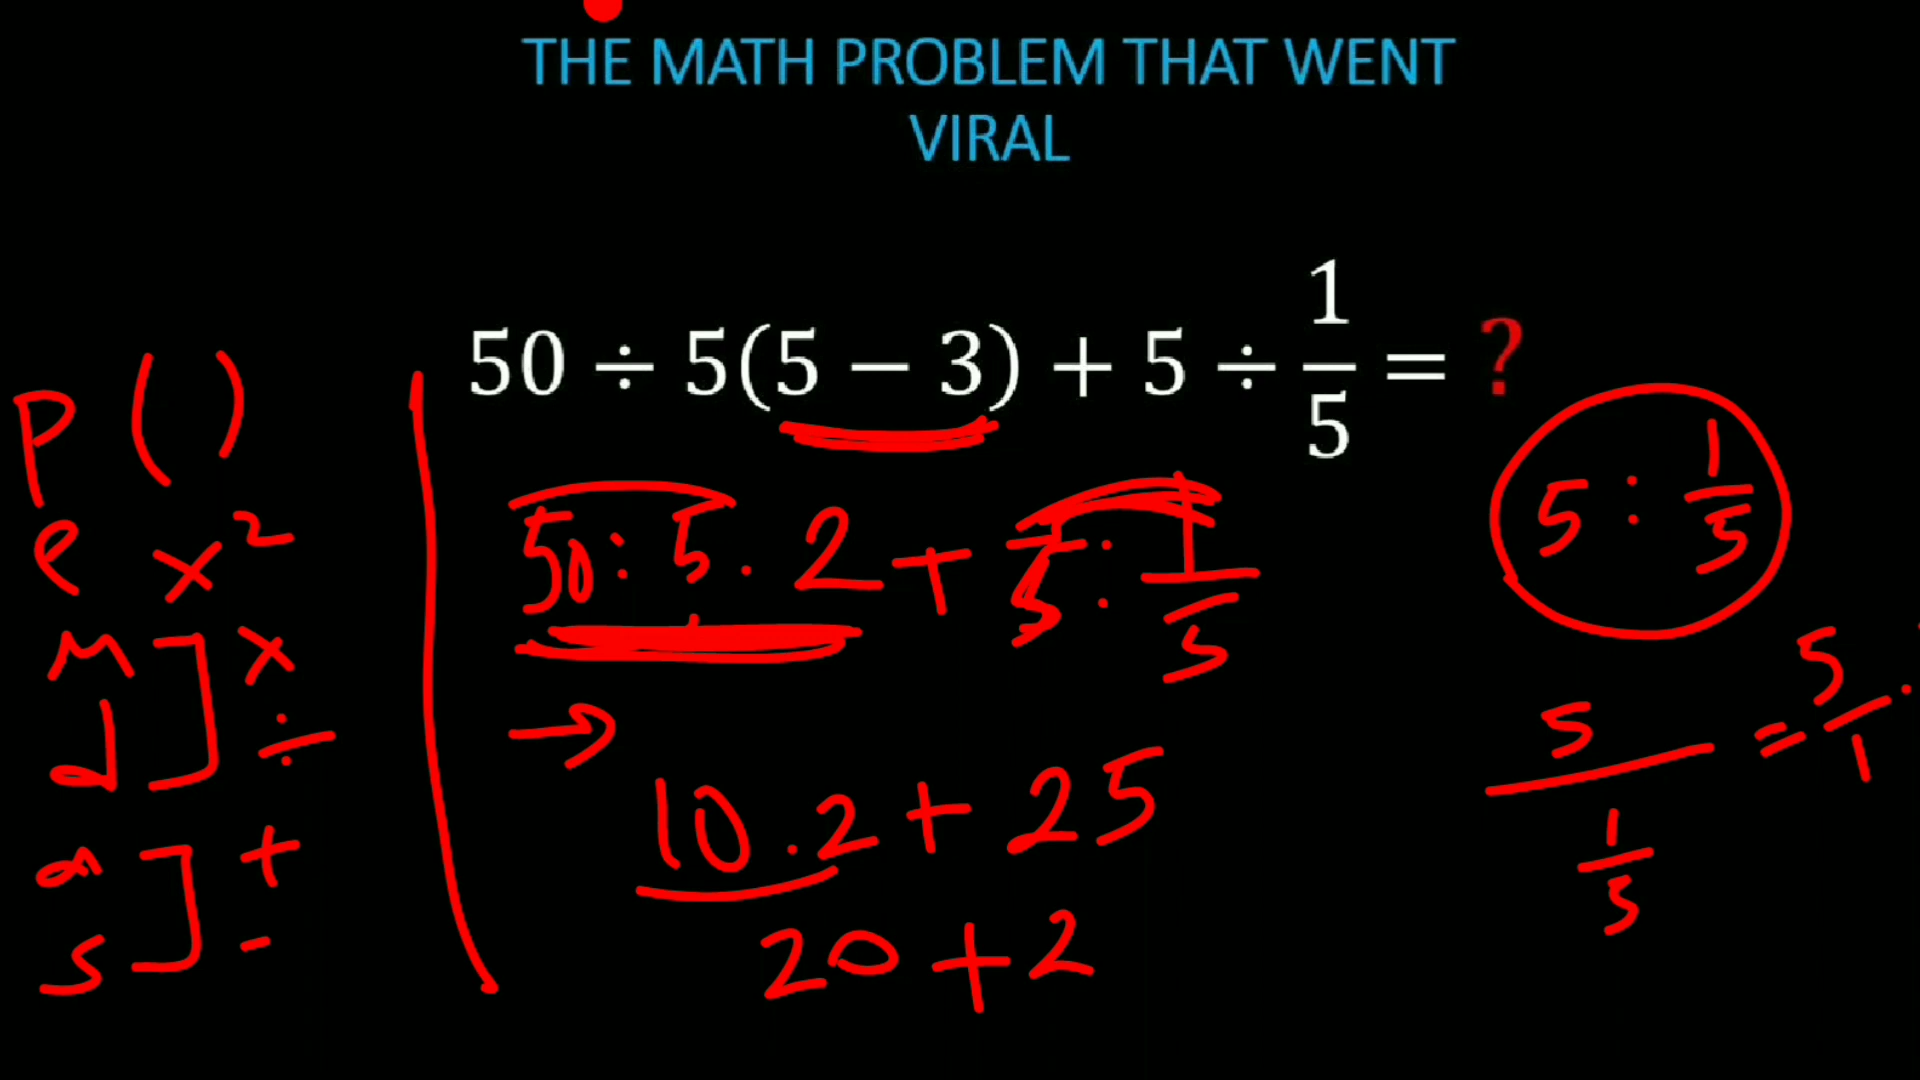 THE MATH PROBLEM THAT WENT
VIRAL
50 ÷ 5(5 − 3) + 5 ÷ 1/5 = ?
P ( )
e x²
m ] ×
d ] ÷
a ] +
s ] -
50 : 5 . 2 + 5 : 1/5
→
10 . 2 + 25
20 + 2
5 : 1/5
5/(1/5) = 5/1 .